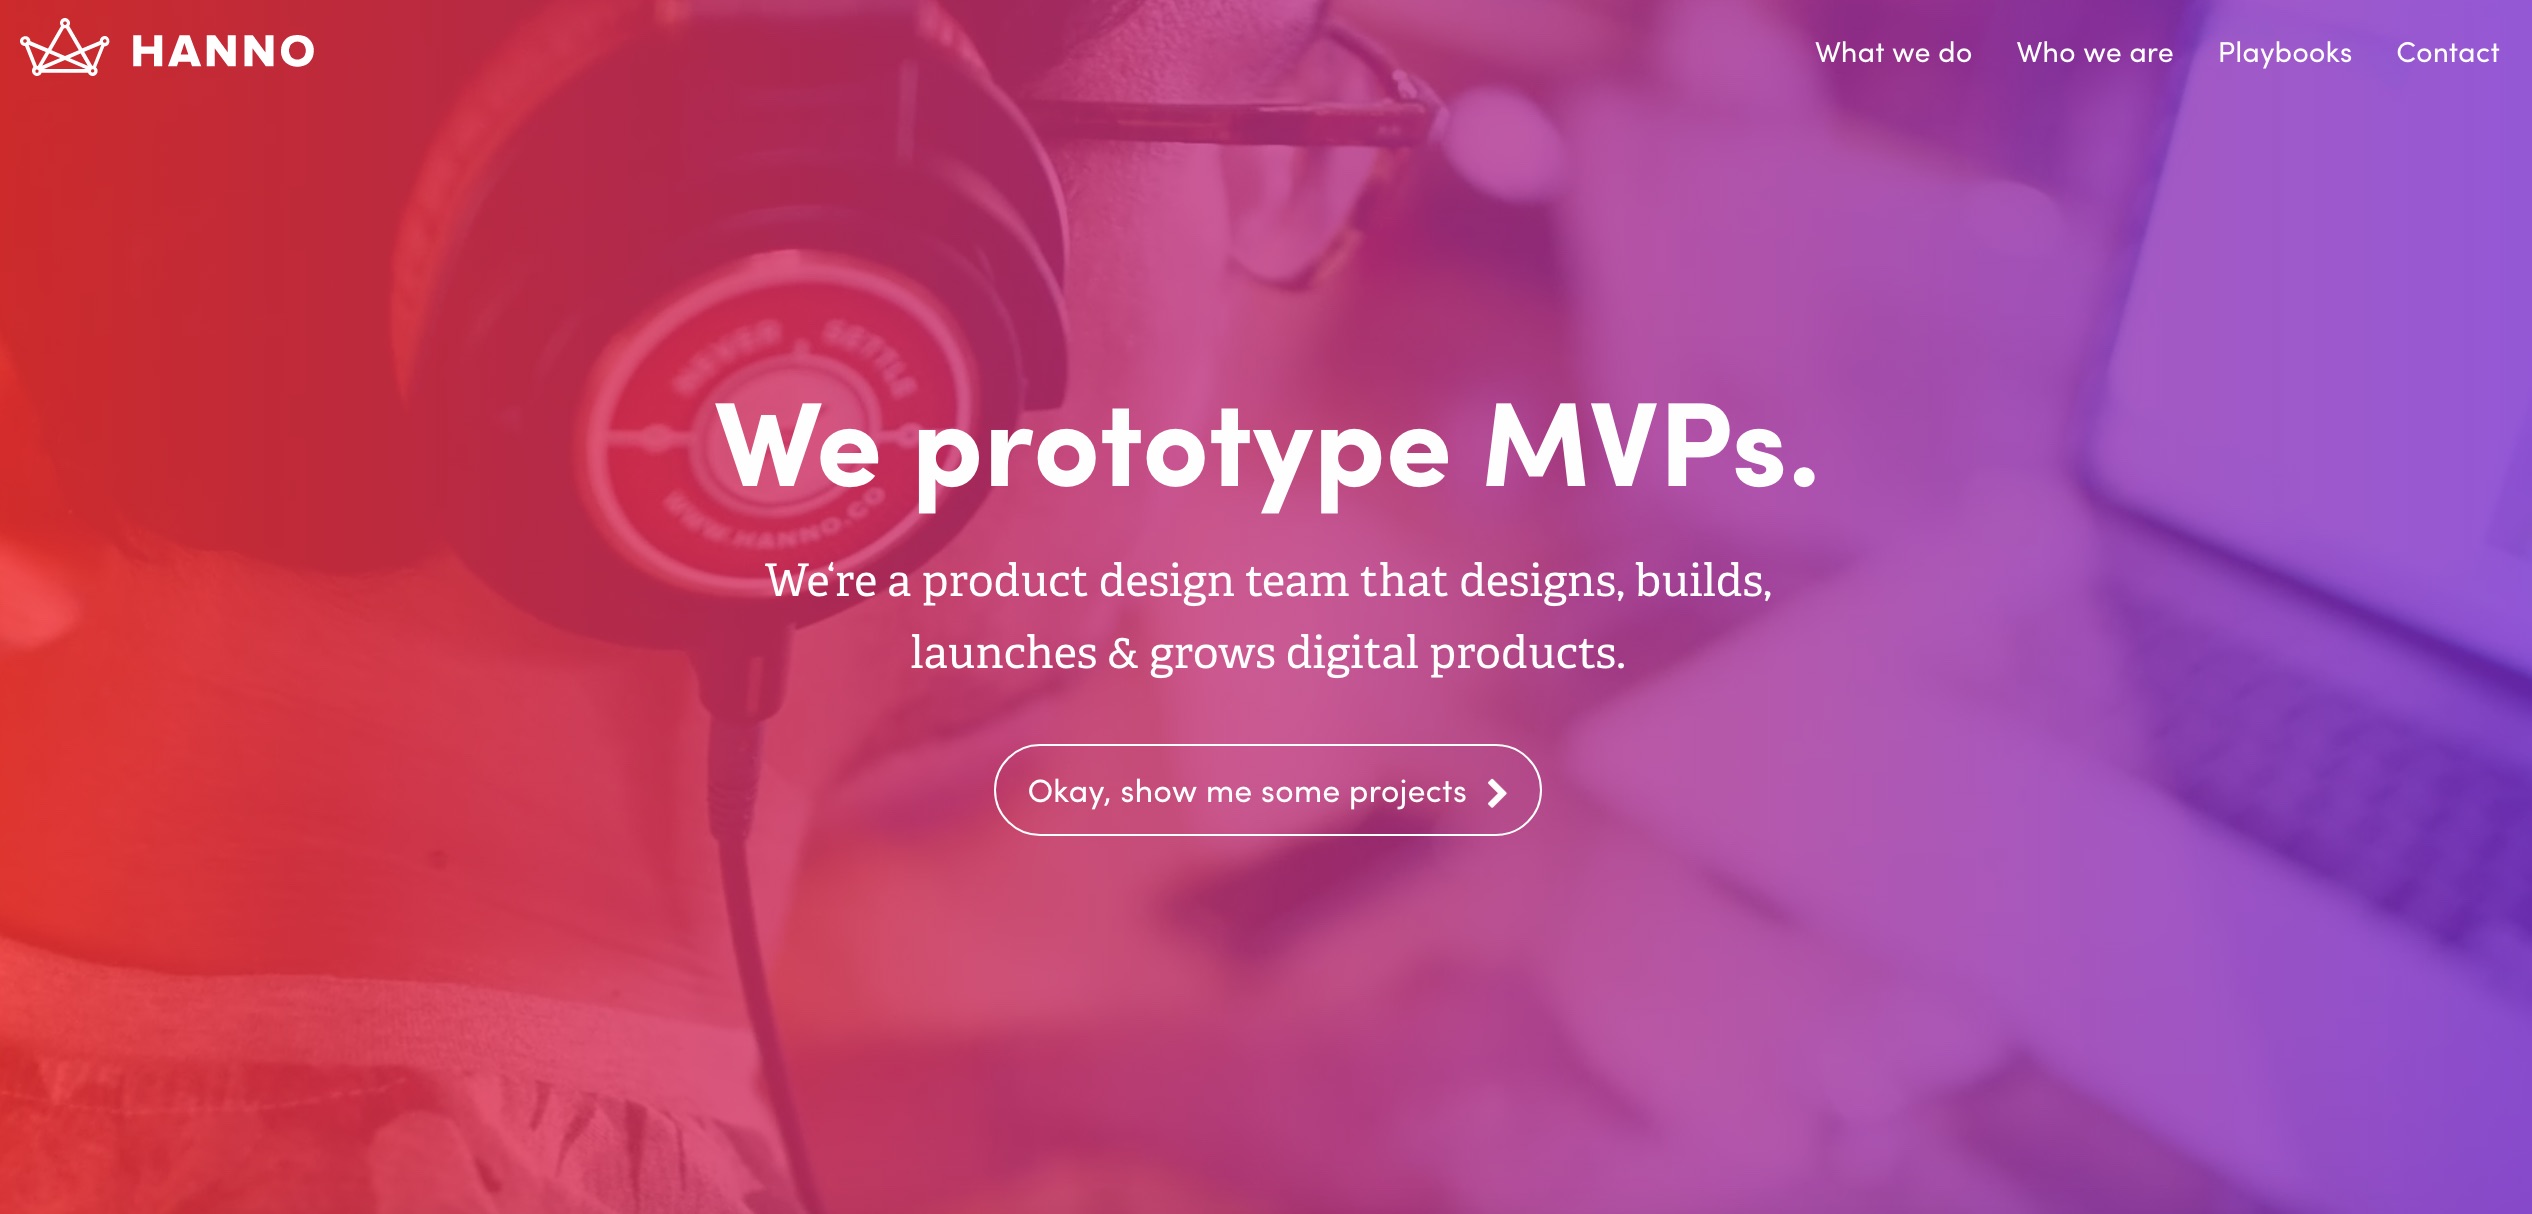 HANNO
What we do
Who we are
Playbooks
Contact
NEVER SETTLE
WWW.HANNO.CO
We prototype MVPs.
We‘re a product design team that designs, builds,
launches & grows digital products.
Okay, show me some projects